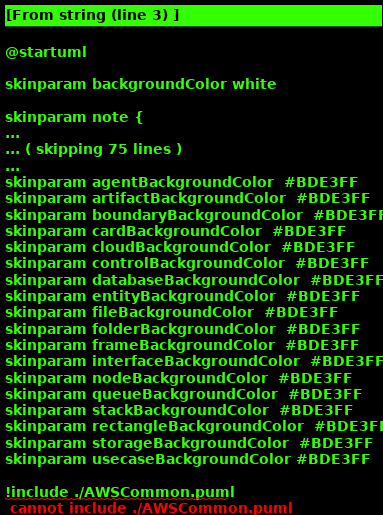 [From string (line 3) ]
@startuml
skinparam backgroundColor white
skinparam note {
...
... ( skipping 75 lines )
...
skinparam agentBackgroundColor  #BDE3FF
skinparam artifactBackgroundColor  #BDE3FF
skinparam boundaryBackgroundColor  #BDE3FF
skinparam cardBackgroundColor  #BDE3FF
skinparam cloudBackgroundColor  #BDE3FF
skinparam controlBackgroundColor  #BDE3FF
skinparam databaseBackgroundColor  #BDE3FF
skinparam entityBackgroundColor  #BDE3FF
skinparam fileBackgroundColor  #BDE3FF
skinparam folderBackgroundColor  #BDE3FF
skinparam frameBackgroundColor  #BDE3FF
skinparam interfaceBackgroundColor  #BDE3FF
skinparam nodeBackgroundColor  #BDE3FF
skinparam queueBackgroundColor  #BDE3FF
skinparam stackBackgroundColor  #BDE3FF
skinparam rectangleBackgroundColor  #BDE3FF
skinparam storageBackgroundColor  #BDE3FF
skinparam usecaseBackgroundColor #BDE3FF
!include ./AWSCommon.puml
cannot include ./AWSCommon.puml